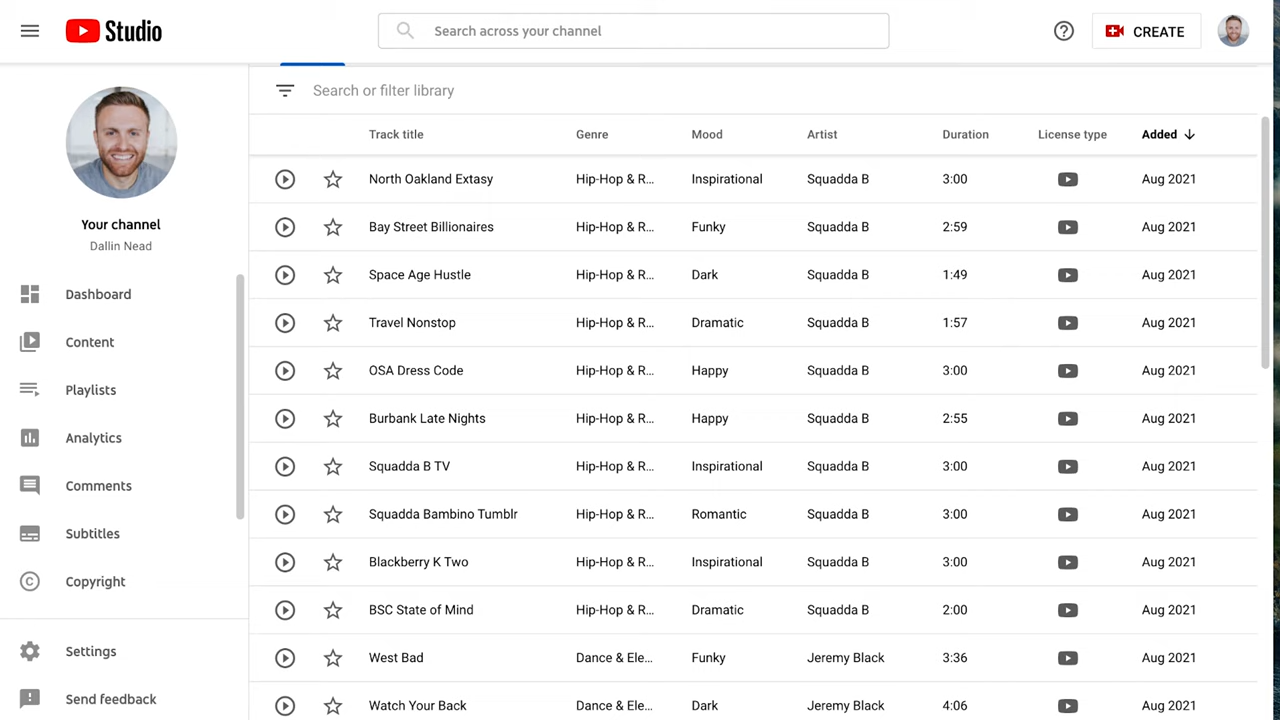 Studio
Search across your channel
CREATE
Your channel
Dallin Nead
Dashboard
Content
Playlists
Analytics
Comments
Subtitles
Copyright
Settings
Send feedback
Search or filter library
Track title Genre Mood Artist Duration License type Added
North Oakland Extasy Hip-Hop & R... Inspirational Squadda B 3:00 Aug 2021
Bay Street Billionaires Hip-Hop & R... Funky Squadda B 2:59 Aug 2021
Space Age Hustle Hip-Hop & R... Dark Squadda B 1:49 Aug 2021
Travel Nonstop Hip-Hop & R... Dramatic Squadda B 1:57 Aug 2021
OSA Dress Code Hip-Hop & R... Happy Squadda B 3:00 Aug 2021
Burbank Late Nights Hip-Hop & R... Happy Squadda B 2:55 Aug 2021
Squadda B TV Hip-Hop & R... Inspirational Squadda B 3:00 Aug 2021
Squadda Bambino Tumblr Hip-Hop & R... Romantic Squadda B 3:00 Aug 2021
Blackberry K Two Hip-Hop & R... Inspirational Squadda B 3:00 Aug 2021
BSC State of Mind Hip-Hop & R... Dramatic Squadda B 2:00 Aug 2021
West Bad Dance & Ele... Funky Jeremy Black 3:36 Aug 2021
Watch Your Back Dance & Ele... Dark Jeremy Black 4:06 Aug 2021